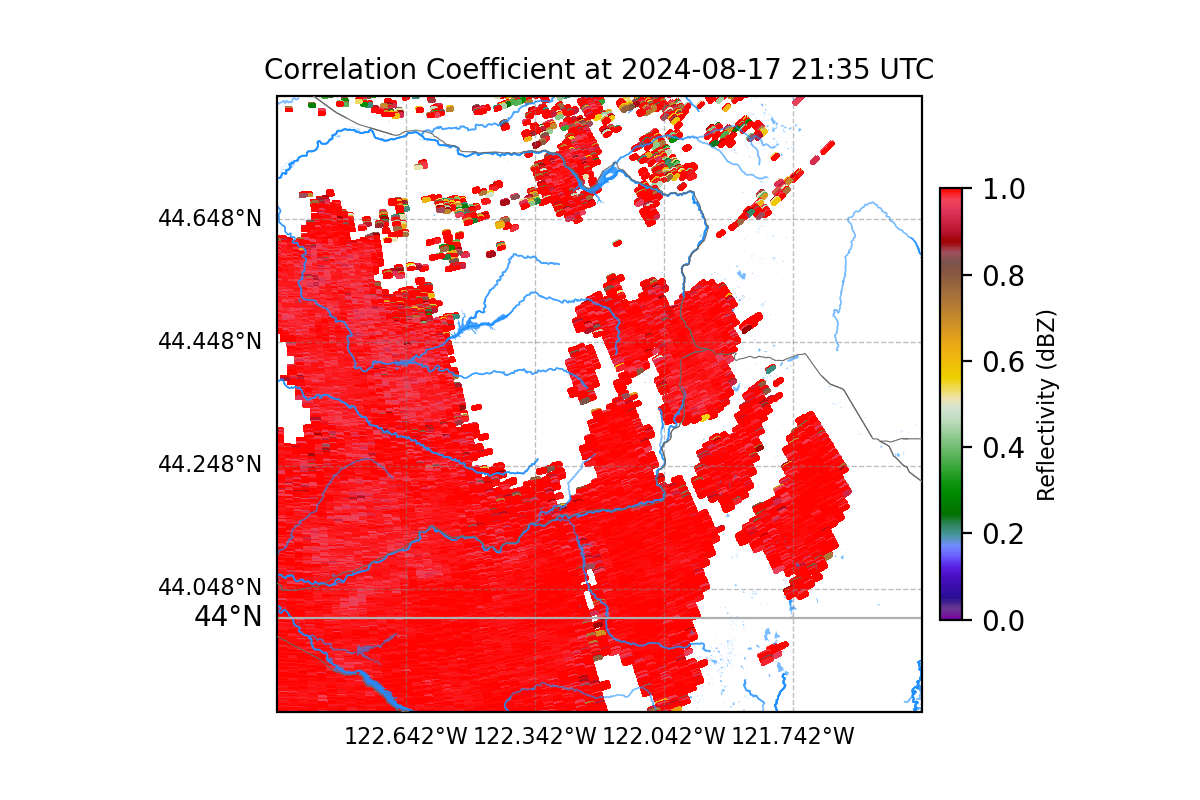 Correlation Coefficient at 2024-08-17 21:35 UTC
44.648°N
44.448°N
44.248°N
44.048°N
44°N
122.642°W 122.342°W 122.042°W 121.742°W
1.0
0.8
0.6
0.4
0.2
0.0
Reflectivity (dBZ)